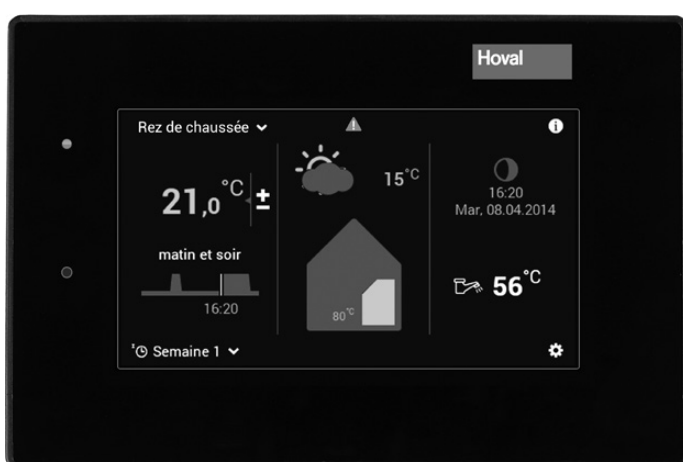 Hoval
Rez de chaussée
i
21,0 °C
±
15°C
16:20
Mar, 08.04.2014
matin et soir
16:20
80°C
56°C
Semaine 1